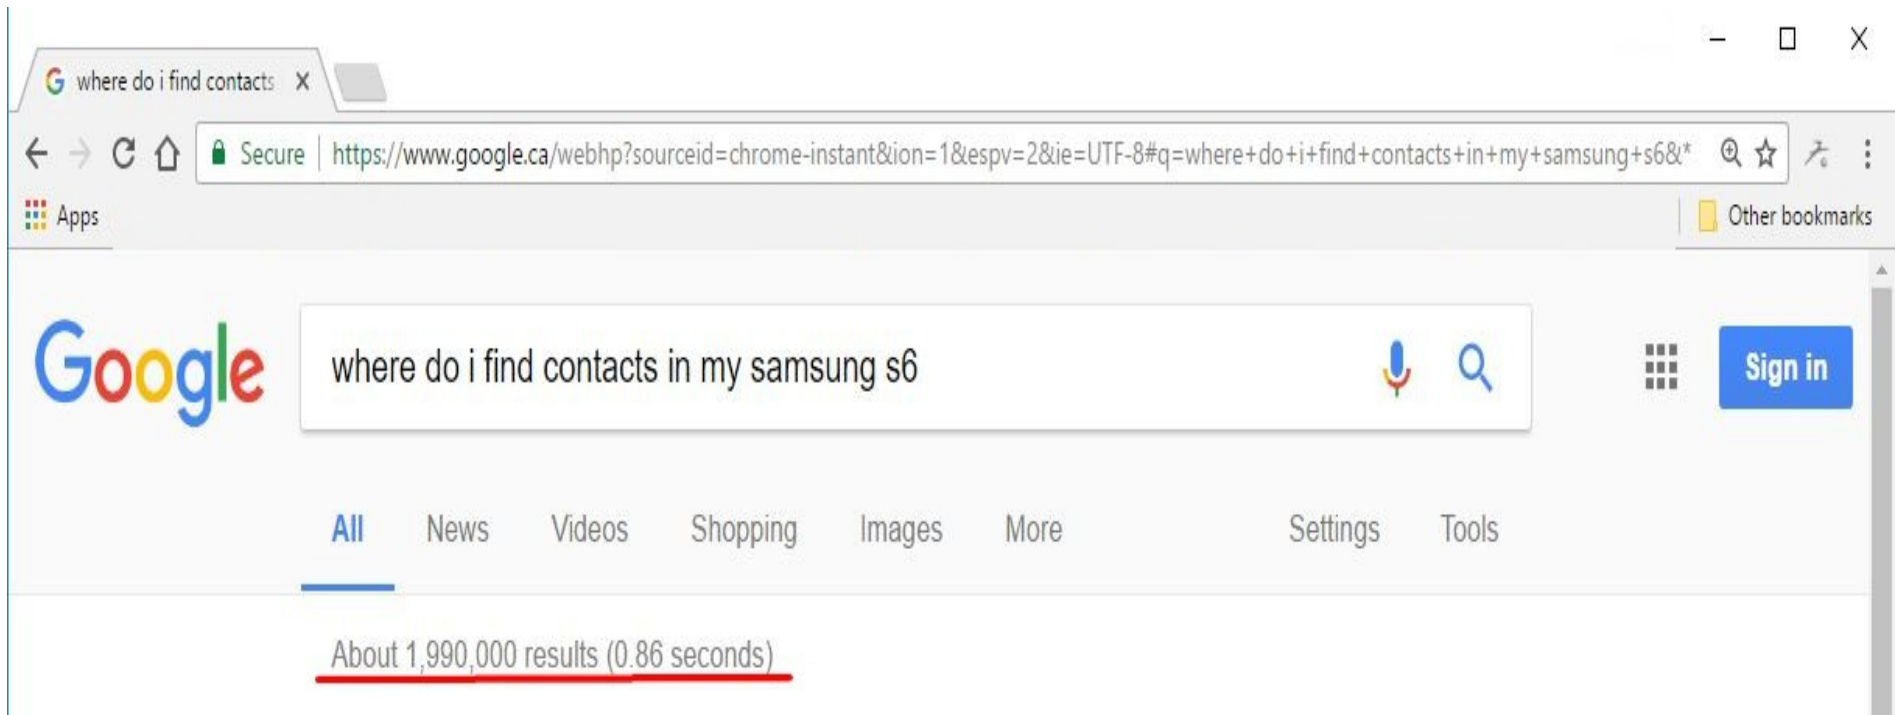 where do i find contacts
Secure https://www.google.ca/webhp?sourceid=chrome-instant&ion=1&espv=2&ie=UTF-8#q=where+do+i+find+contacts+in+my+samsung+s6&*
Apps Other bookmarks
Google where do i find contacts in my samsung s6 Sign in
All News Videos Shopping Images More Settings Tools
About 1,990,000 results (0.86 seconds)